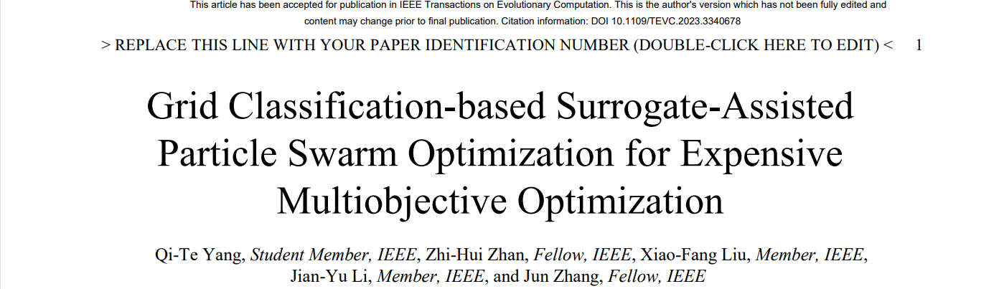 This article has been accepted for publication in IEEE Transactions on Evolutionary Computation. This is the author's version which has not been fully edited and
content may change prior to final publication. Citation information: DOI 10.1109/TEVC.2023.3340678
> REPLACE THIS LINE WITH YOUR PAPER IDENTIFICATION NUMBER (DOUBLE-CLICK HERE TO EDIT) < 1
Grid Classification-based Surrogate-Assisted
Particle Swarm Optimization for Expensive
Multiobjective Optimization
Qi-Te Yang, Student Member, IEEE, Zhi-Hui Zhan, Fellow, IEEE, Xiao-Fang Liu, Member, IEEE,
Jian-Yu Li, Member, IEEE, and Jun Zhang, Fellow, IEEE